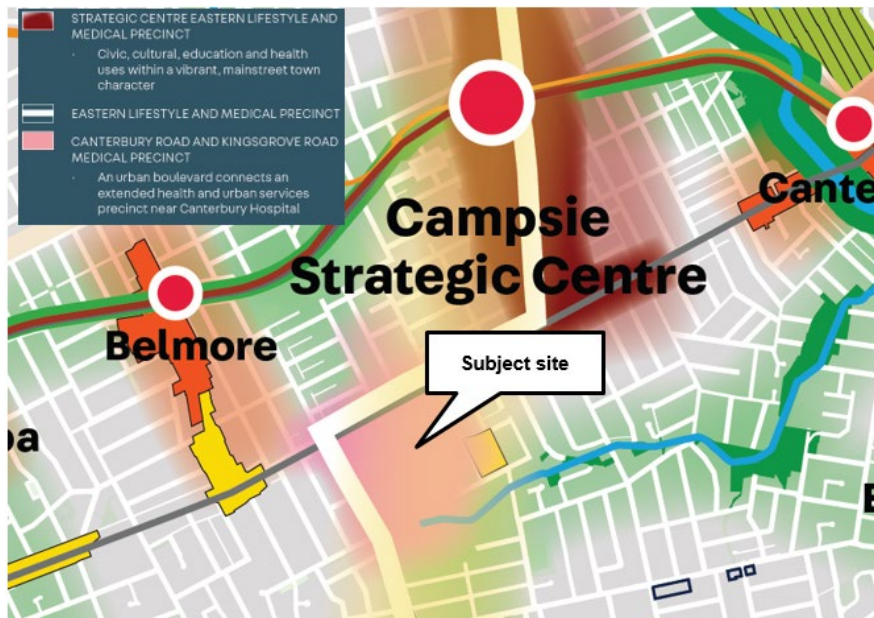 STRATEGIC CENTRE EASTERN LIFESTYLE AND
MEDICAL PRECINCT
· Civic, cultural, education and health
uses within a vibrant, mainstreet town
character
EASTERN LIFESTYLE AND MEDICAL PRECINCT
CANTERBURY ROAD AND KINGSGROVE ROAD
MEDICAL PRECINCT
· An urban boulevard connects an
extended health and urban services
precinct near Canterbury Hospital
Cante
Campsie
Strategic Centre
Belmore
Subject site
pa
E